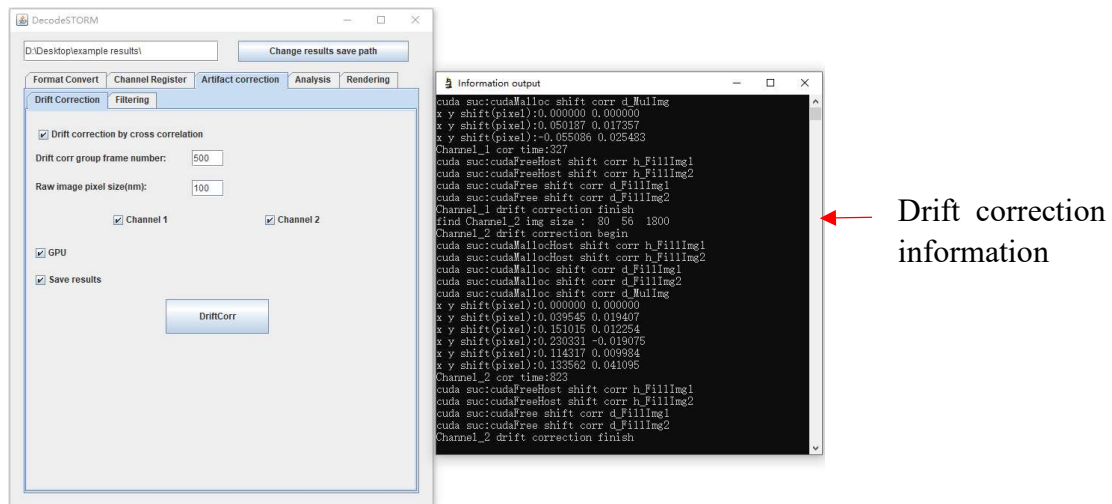 DecodeSTORM
D:\Desktop\example results\
Change results save path
Format Convert Channel Register Artifact correction Analysis Rendering
Drift Correction Filtering
Drift correction by cross correlation
Drift corr group frame number: 500
Raw image pixel size(nm): 100
Channel 1 Channel 2
GPU
Save results
DriftCorr
Information output
cuda suc:cudaMalloc shift corr d_MulImg
x y shift(pixel):0.000000 0.000000
x y shift(pixel):0.050187 0.017357
x y shift(pixel):-0.055086 0.025483
Channel_1 cor time:327
cuda suc:cudaFreeHost shift corr h_FillImg1
cuda suc:cudaFreeHost shift corr h_FillImg2
cuda suc:cudaFree shift corr d_FillImg1
cuda suc:cudaFree shift corr d_FillImg2
Channel_1 drift correction finish
find Channel_2 img size : 80 56 1800
Channel_2 drift correction begin
cuda suc:cudaMallocHost shift corr h_FillImg1
cuda suc:cudaMallocHost shift corr h_FillImg2
cuda suc:cudaMalloc shift corr d_FillImg1
cuda suc:cudaMalloc shift corr d_FillImg2
cuda suc:cudaMalloc shift corr d_MulImg
x y shift(pixel):0.000000 0.000000
x y shift(pixel):0.039545 0.019407
x y shift(pixel):0.151015 0.012254
x y shift(pixel):0.230331 -0.019075
x y shift(pixel):0.114317 0.009984
x y shift(pixel):0.133562 0.041095
Channel_2 cor time:823
cuda suc:cudaFreeHost shift corr h_FillImg1
cuda suc:cudaFreeHost shift corr h_FillImg2
cuda suc:cudaFree shift corr d_FillImg1
cuda suc:cudaFree shift corr d_FillImg2
Channel_2 drift correction finish
Drift correction
information